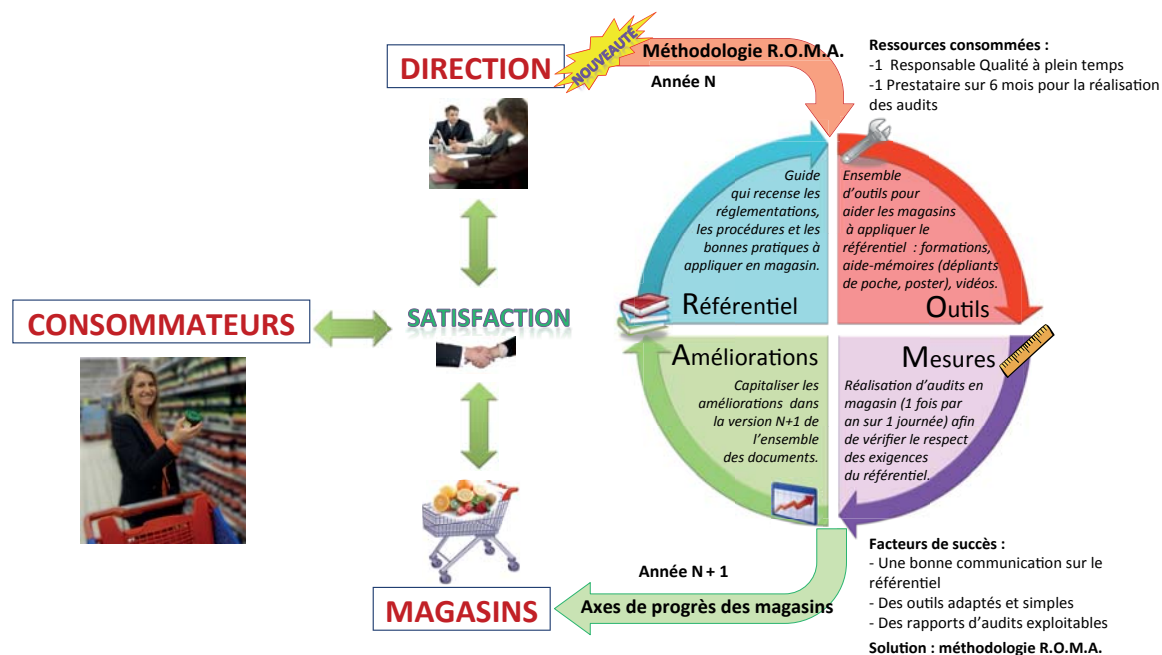 DIRECTION
NOUVEAUTÉ
Méthodologie R.O.M.A.
Année N
Ressources consommées :
-1 Responsable Qualité à plein temps
-1 Prestataire sur 6 mois pour la réalisation
des audits
Guide
qui recense les
réglementations,
les procédures et les
bonnes pratiques à
appliquer en magasin.
Référentiel
Ensemble
d'outils pour
aider les magasins
à appliquer le
référentiel : formations,
aide-mémoires (dépliants
de poche, poster), vidéos.
Outils
CONSOMMATEURS
SATISFACTION
Améliorations
Capitaliser les
améliorations dans
la version N+1 de
l'ensemble
des documents.
Mesures
Réalisation d'audits en
magasin (1 fois par
an sur 1 journée) afin
de vérifier le respect
des exigences
du référentiel.
MAGASINS
Année N + 1
Axes de progrès des magasins
Facteurs de succès :
- Une bonne communication sur le
référentiel
- Des outils adaptés et simples
- Des rapports d'audits exploitables
Solution : méthodologie R.O.M.A.